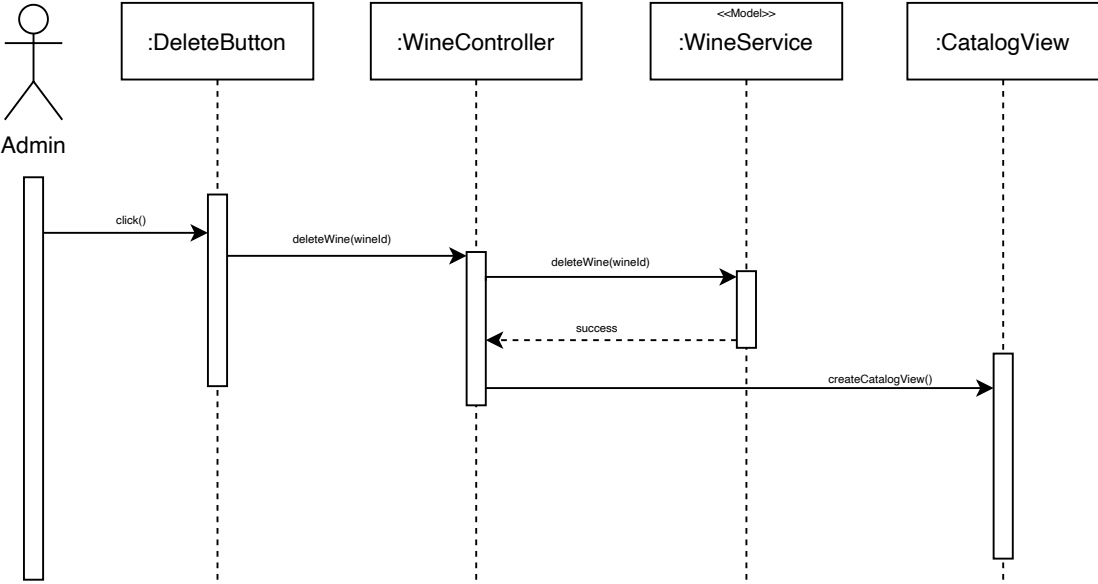 <<Model>>
:DeleteButton
:WineController
:WineService
:CatalogView
Admin
click()
deleteWine(wineId)
deleteWine(wineId)
success
createCatalogView()